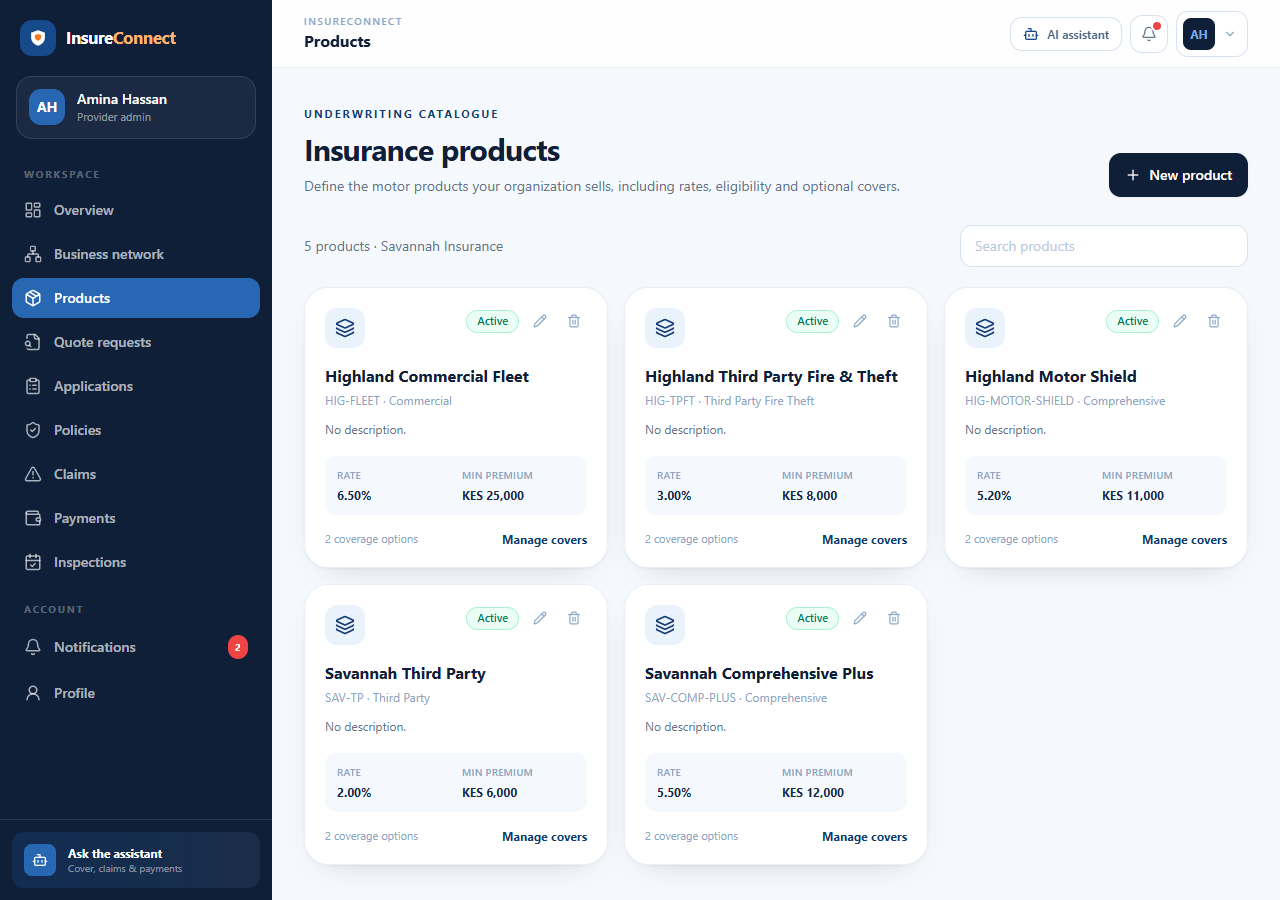 InsureConnect
AH
Amina Hassan
Provider admin
WORKSPACE
Overview
Business network
Products
Quote requests
Applications
Policies
Claims
Payments
Inspections
ACCOUNT
Notifications
2
Profile
Ask the assistant
Cover, claims & payments
INSURECONNECT
Products
AI assistant
AH
UNDERWRITING CATALOGUE
Insurance products
Define the motor products your organization sells, including rates, eligibility and optional covers.
New product
5 products · Savannah Insurance
Search products
Active
Highland Commercial Fleet
HIG-FLEET · Commercial
No description.
RATE MIN PREMIUM
6.50% KES 25,000
2 coverage options Manage covers
Active
Highland Third Party Fire & Theft
HIG-TPFT · Third Party Fire Theft
No description.
RATE MIN PREMIUM
3.00% KES 8,000
2 coverage options Manage covers
Active
Highland Motor Shield
HIG-MOTOR-SHIELD · Comprehensive
No description.
RATE MIN PREMIUM
5.20% KES 11,000
2 coverage options Manage covers
Active
Savannah Third Party
SAV-TP · Third Party
No description.
RATE MIN PREMIUM
2.00% KES 6,000
2 coverage options Manage covers
Active
Savannah Comprehensive Plus
SAV-COMP-PLUS · Comprehensive
No description.
RATE MIN PREMIUM
5.50% KES 12,000
2 coverage options Manage covers